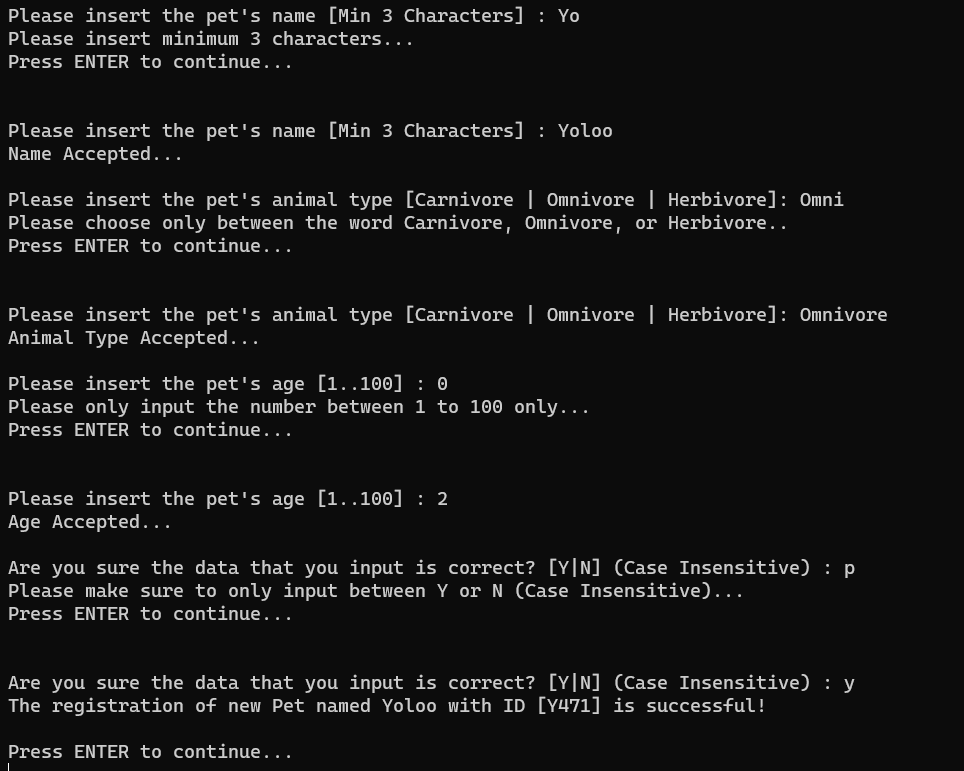 Please insert the pet's name [Min 3 Characters] : Yo
Please insert minimum 3 characters...
Press ENTER to continue...
Please insert the pet's name [Min 3 Characters] : Yoloo
Name Accepted...
Please insert the pet's animal type [Carnivore | Omnivore | Herbivore]: Omni
Please choose only between the word Carnivore, Omnivore, or Herbivore..
Press ENTER to continue...
Please insert the pet's animal type [Carnivore | Omnivore | Herbivore]: Omnivore
Animal Type Accepted...
Please insert the pet's age [1..100] : 0
Please only input the number between 1 to 100 only...
Press ENTER to continue...
Please insert the pet's age [1..100] : 2
Age Accepted...
Are you sure the data that you input is correct? [Y|N] (Case Insensitive) : p
Please make sure to only input between Y or N (Case Insensitive)...
Press ENTER to continue...
Are you sure the data that you input is correct? [Y|N] (Case Insensitive) : y
The registration of new Pet named Yoloo with ID [Y471] is successful!
Press ENTER to continue...